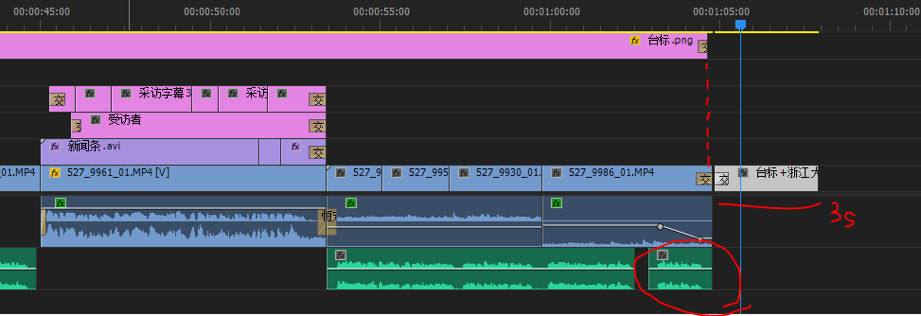 00:00:45:00 00:00:50:00 00:00:55:00 00:01:00:00 00:01:05:00 00:01:10:00
fx 台标.png 交
交 fx fx 采访字幕3 fx fx 采访 fx 交
交 fx 受访者 交
fx 新闻条.avi 交
_01.MP4 fx 527_9961_01.MP4 [V] fx 527_9 fx 527_995 fx 527_9930_01. fx 527_9986_01.MP4 交 交 fx 台标+浙江大
fx fx fx
3s
fx fx